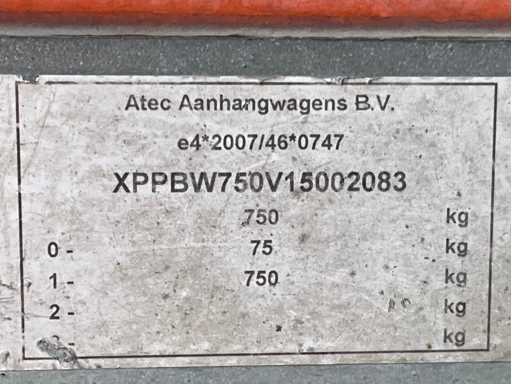 Atec Aanhangwagens B.V.
e4*2007/46*0747
XPPBW750V15002083
750 kg
0 - 75 kg
1 - 750 kg
2 - kg
- kg